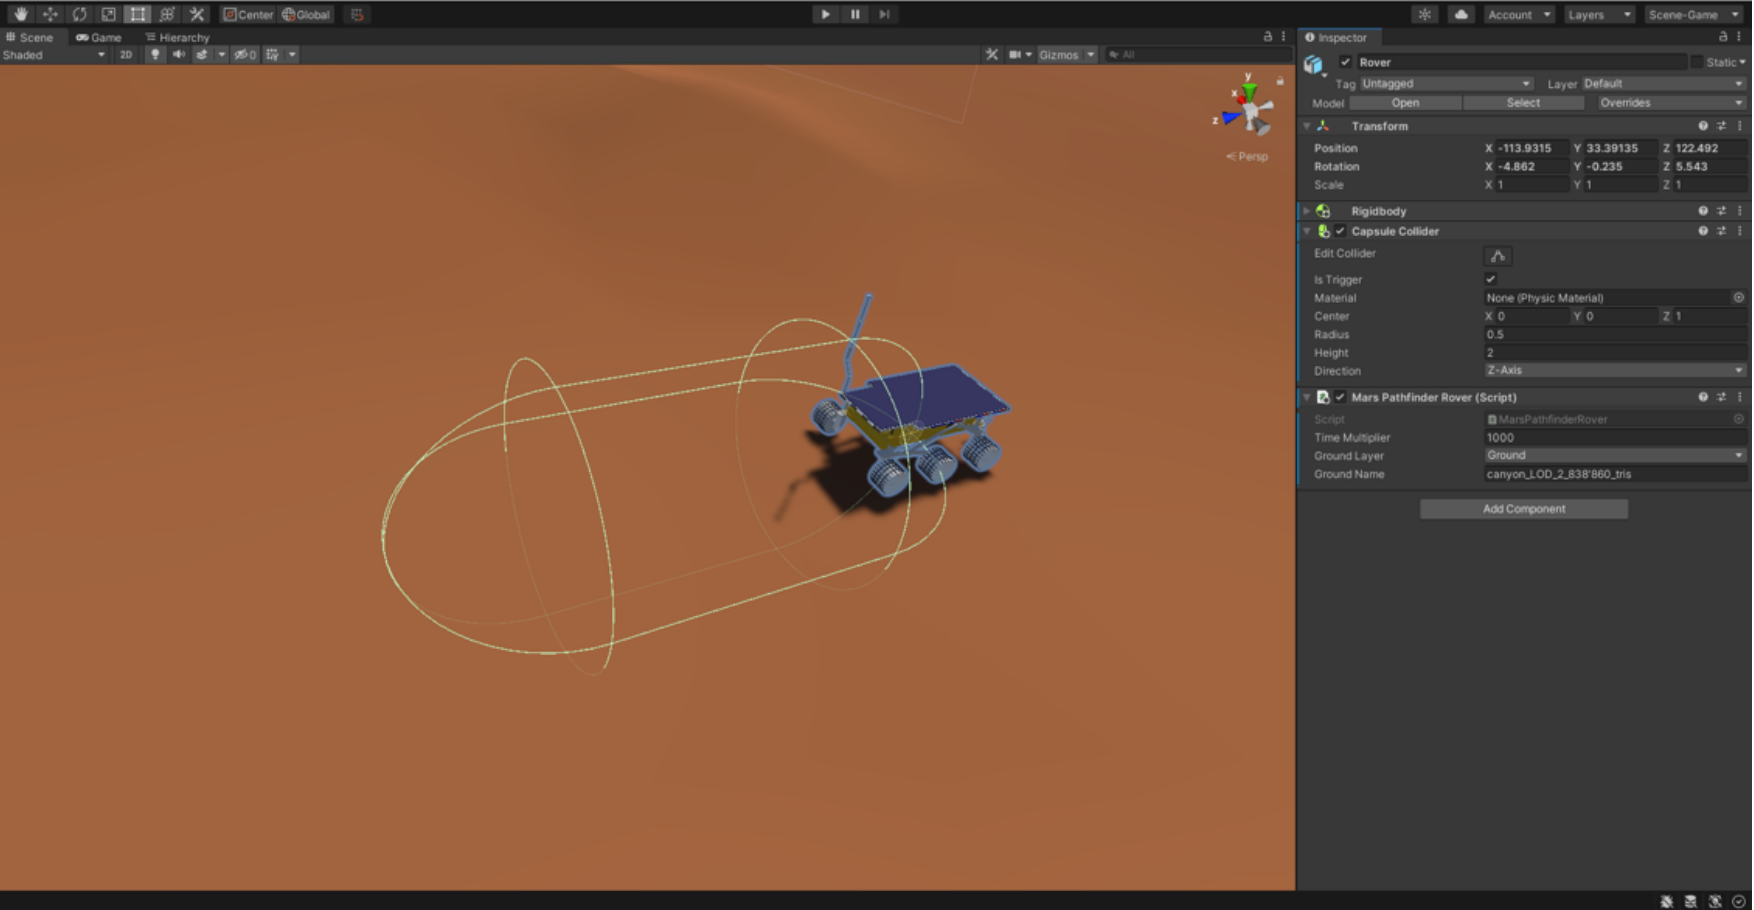 Center Global Account Layers Scene-Game
Scene Game Hierarchy
Inspector
Shaded 2D 0 Gizmos All
Rover Static
Tag Untagged Layer Default
Model Open Select Overrides
Transform
Position X -113.9315 Y 33.39135 Z 122.492
Rotation X -4.862 Y -0.235 Z 5.543
Scale X 1 Y 1 Z 1
Rigidbody
Capsule Collider
Edit Collider
Is Trigger
Material None (Physic Material)
Center X 0 Y 0 Z 1
Radius 0.5
Height 2
Direction Z-Axis
Mars Pathfinder Rover (Script)
Script MarsPathfinderRover
Time Multiplier 1000
Ground Layer Ground
Ground Name canyon_LOD_2_838'860_tris
Add Component
y
x
z
Persp